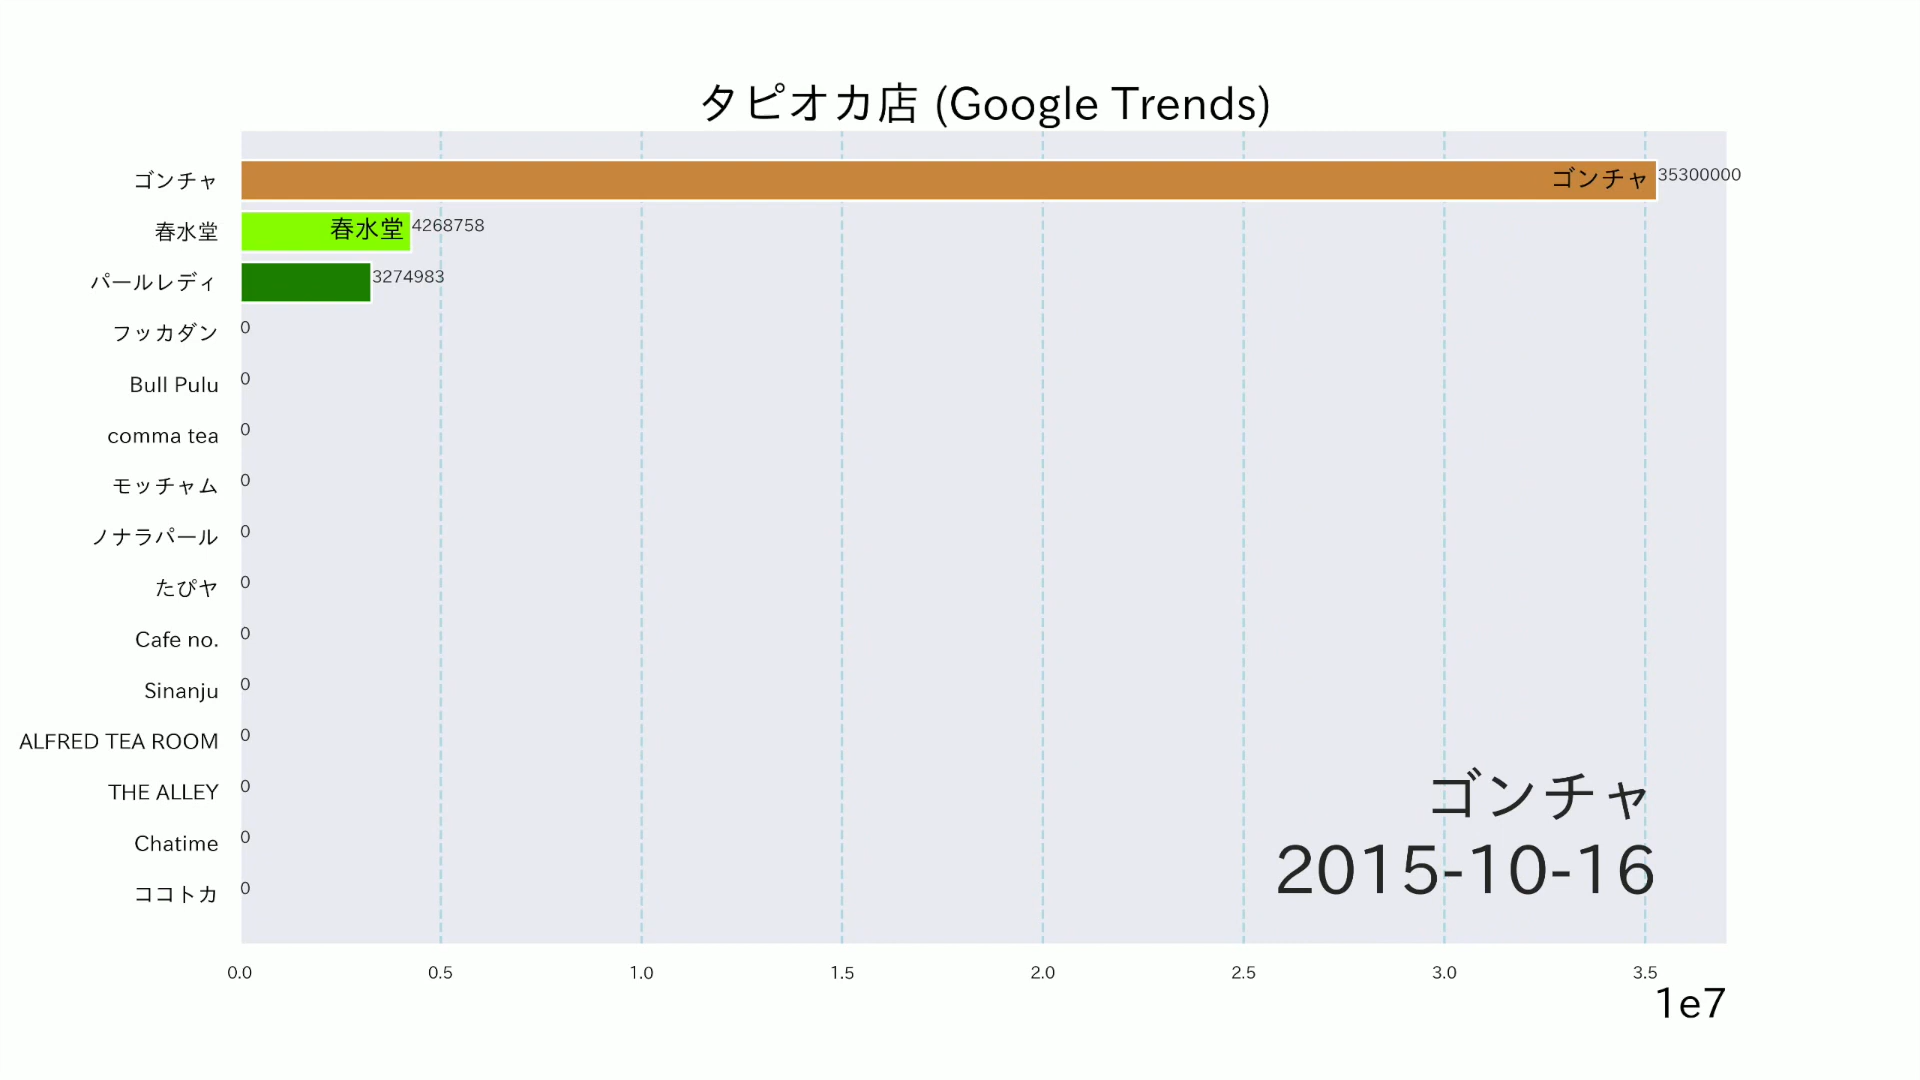 タピオカ店 (Google Trends)
ゴンチャ ゴンチャ 35300000
春水堂 春水堂 4268758
パールレディ 3274983
フッカダン 0
Bull Pulu 0
comma tea 0
モッチャム 0
ノナラパール 0
たぴヤ 0
Cafe no. 0
Sinanju 0
ALFRED TEA ROOM 0
THE ALLEY 0
Chatime 0
ココトカ 0
ゴンチャ
2015-10-16
0.0 0.5 1.0 1.5 2.0 2.5 3.0 3.5
1e7